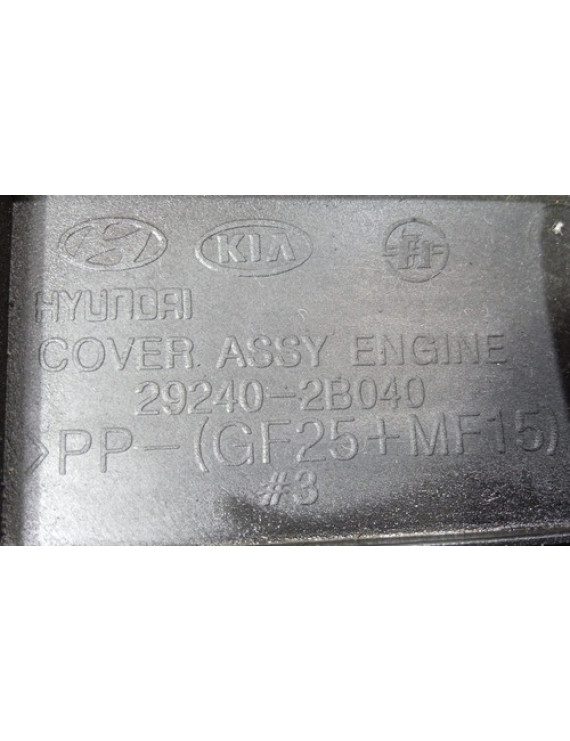 KIA
HYUNDAI
COVER ASSY ENGINE
29240-2B040
>PP-(GF25+MF15)
#3